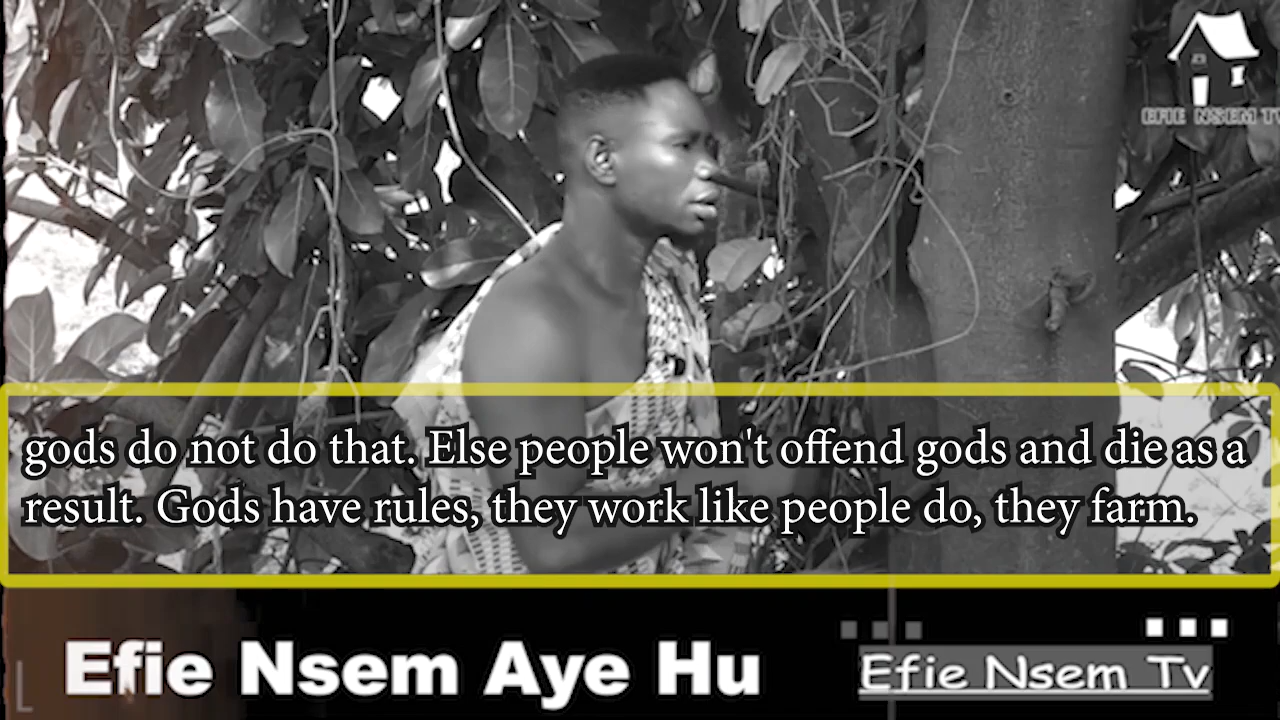 EFIE NSEM TV
gods do not do that. Else people won't offend gods and die as a
result. Gods have rules, they work like people do, they farm.
Efie Nsem Aye Hu
Efie Nsem Tv